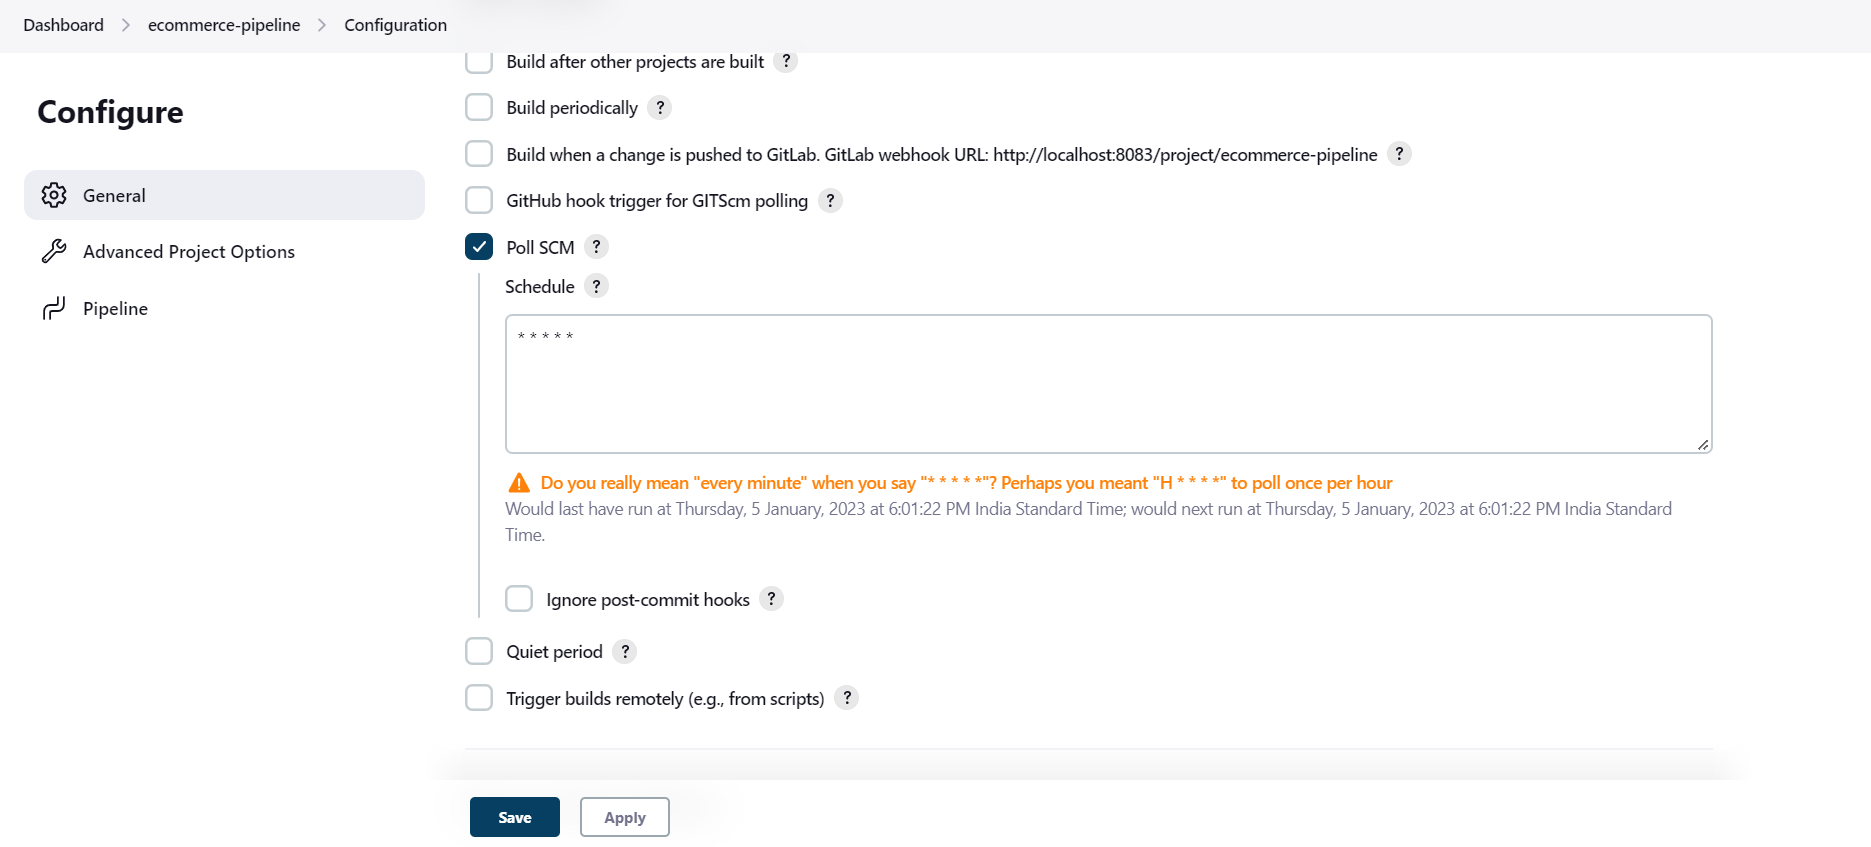 Dashboard > ecommerce-pipeline > Configuration
Configure
General
Advanced Project Options
Pipeline
Build after other projects are built ?
Build periodically ?
Build when a change is pushed to GitLab. GitLab webhook URL: http://localhost:8083/project/ecommerce-pipeline ?
GitHub hook trigger for GITScm polling ?
Poll SCM ?
Schedule ?
* * * * *
Do you really mean "every minute" when you say "* * * * *"? Perhaps you meant "H * * * *" to poll once per hour
Would last have run at Thursday, 5 January, 2023 at 6:01:22 PM India Standard Time; would next run at Thursday, 5 January, 2023 at 6:01:22 PM India Standard
Time.
Ignore post-commit hooks ?
Quiet period ?
Trigger builds remotely (e.g., from scripts) ?
Save
Apply